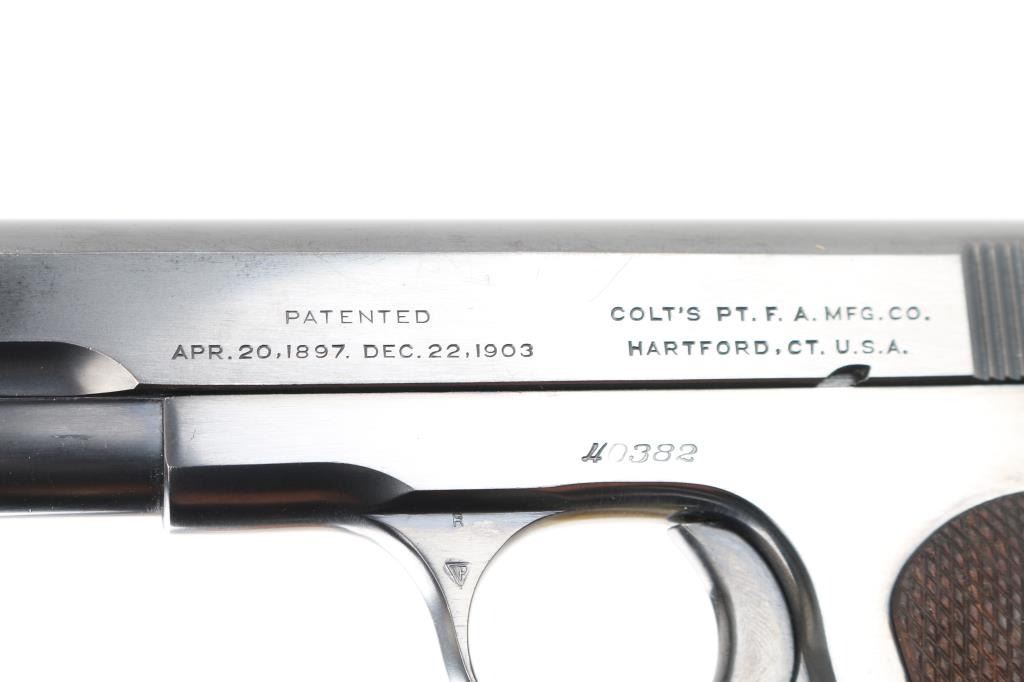 PATENTED
APR. 20, 1897. DEC. 22, 1903
COLT'S PT. F. A. MFG. CO.
HARTFORD, CT. U.S.A.
40382